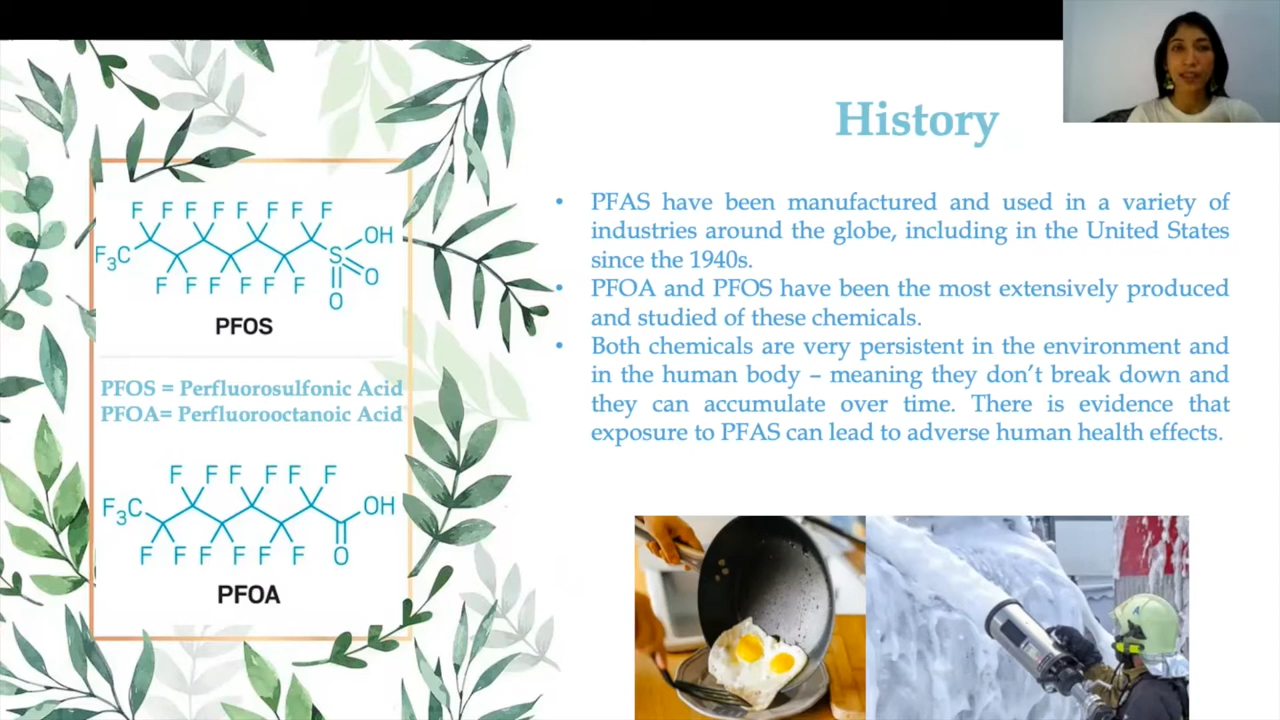 History
PFAS have been manufactured and used in a variety of
industries around the globe, including in the United States
since the 1940s.
PFOA and PFOS have been the most extensively produced
and studied of these chemicals.
Both chemicals are very persistent in the environment and
in the human body – meaning they don't break down and
they can accumulate over time. There is evidence that
exposure to PFAS can lead to adverse human health effects.
F F F F F F F F
F₃C
OH
S
O
F F F F F F
O
PFOS
PFOS = Perfluorosulfonic Acid
PFOA= Perfluorooctanoic Acid
F F F F F F
F₃C
OH
F F F F F F
O
PFOA
A